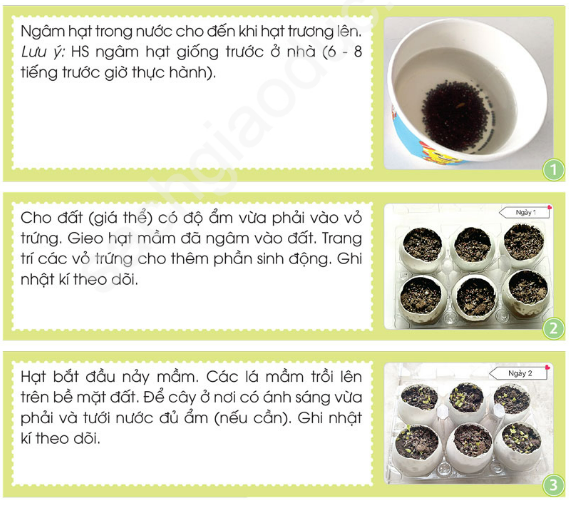 Ngâm hạt trong nước cho đến khi hạt trương lên.
Lưu ý: HS ngâm hạt giống trước ở nhà (6 - 8
tiếng trước giờ thực hành).
1
Cho đất (giá thể) có độ ẩm vừa phải vào vỏ
trứng. Gieo hạt mầm đã ngâm vào đất. Trang
trí các vỏ trứng cho thêm phần sinh động. Ghi
nhật kí theo dõi.
Ngày 1
2
Hạt bắt đầu nảy mầm. Các lá mầm trồi lên
trên bề mặt đất. Để cây ở nơi có ánh sáng vừa
phải và tưới nước đủ ẩm (nếu cần). Ghi nhật
kí theo dõi.
Ngày 2
3